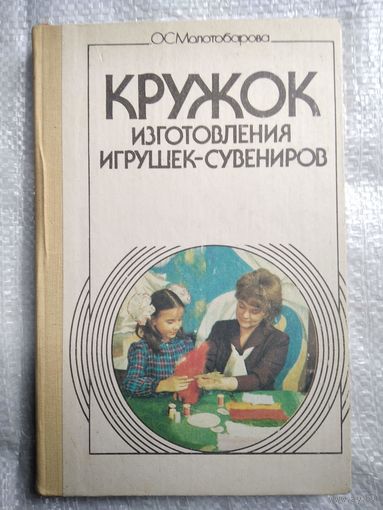 О.С.Молотобарова
КРУЖОК
ИЗГОТОВЛЕНИЯ
ИГРУШЕК-СУВЕНИРОВ